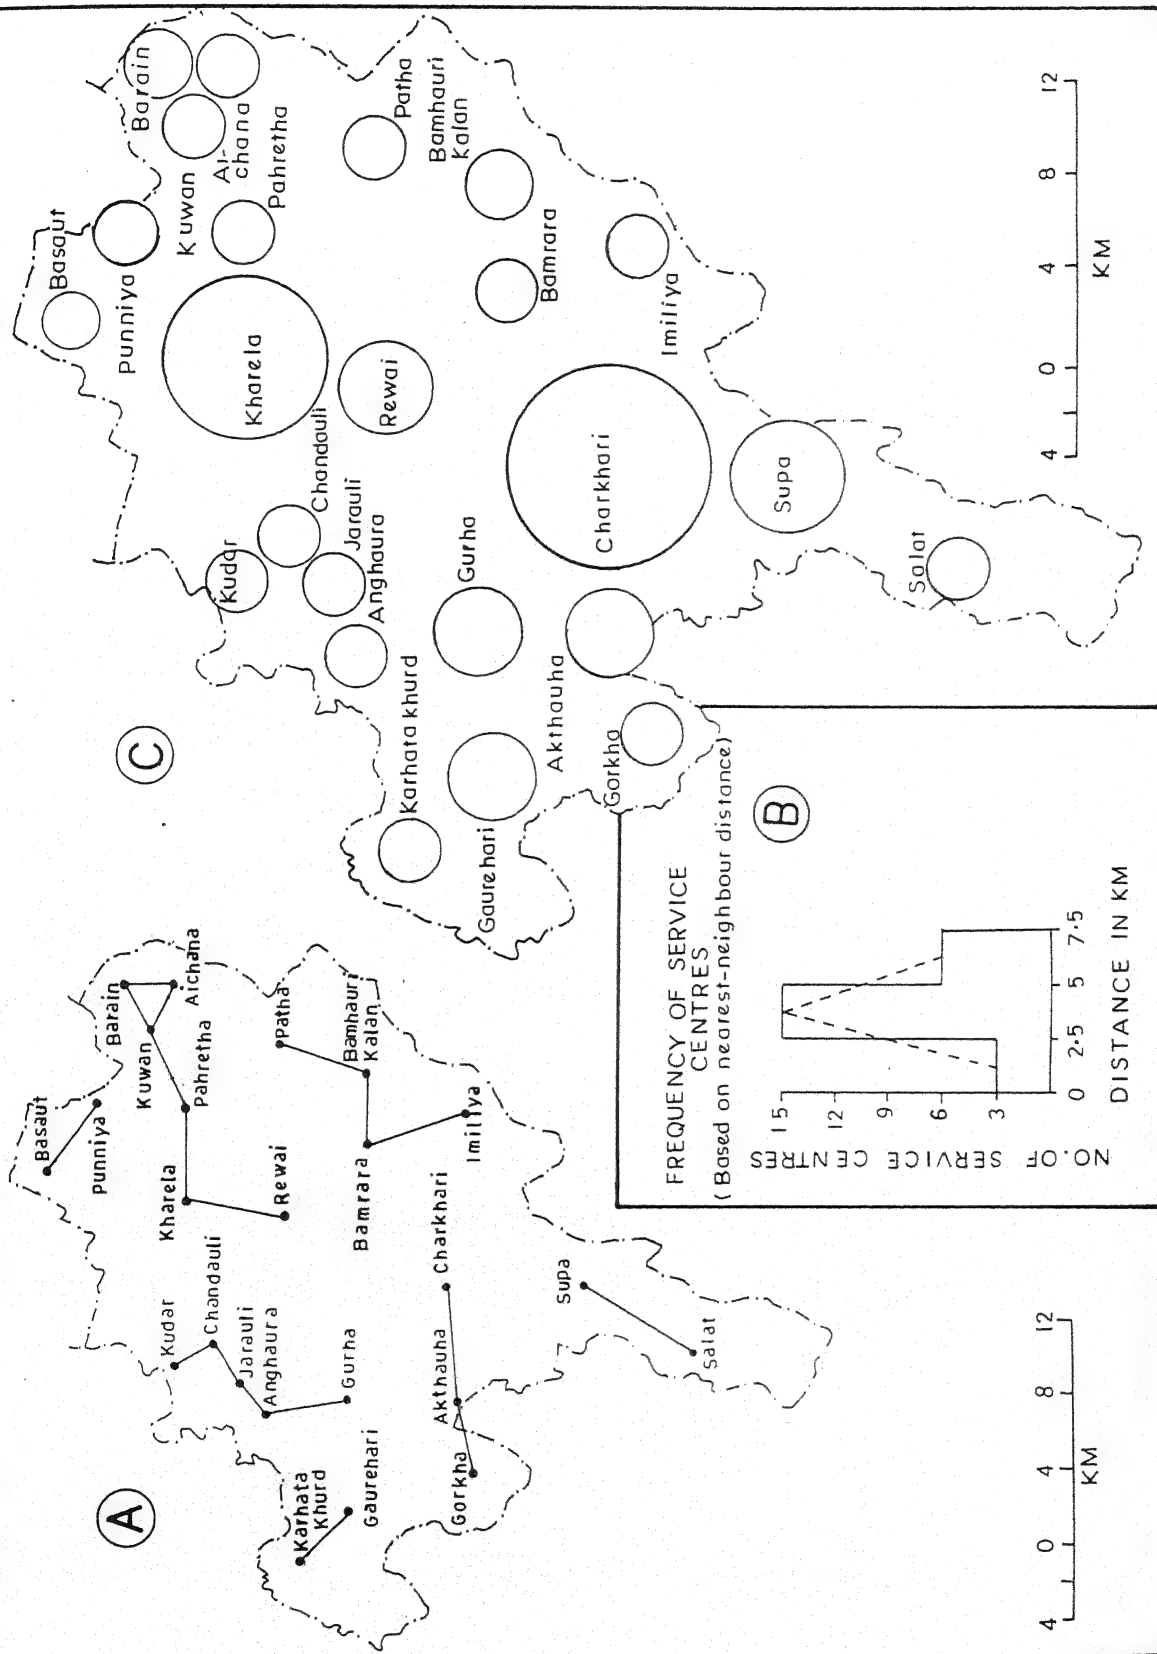 A
Basaut
Punniya
Barain
Kuwan
Aichana
Pahretha
Kharela
Rewai
Patha
Bamhaur
Kalan
Bamrara
Imiliya
Kudar
Chandauli
Jarauli
Anghaura
Gurha
Karhata
Khurd
Gaurehari
Charkhari
Akthauha
Gorkha
Supa
Salat
4 0 4 8 12
KM
FREQUENCY OF SERVICE
CENTRES
(Based on nearest-neighbour distance)
B
NO. OF SERVICE CENTRES
15
12
9
6
3
0 2.5 5 7.5
DISTANCE IN KM
C
Barain
Kuwan
Ai-
chana
Pahretha
Basaut
Punniya
Kharela
Rewai
Patha
Bamhauri
Kalan
Bamrara
Imiliya
Kudar
Chandauli
Jarauli
Anghaura
Gurha
Karhata khurd
Gaurehari
Akthauha
Gorkha
Charkhari
Supa
Salat
4 0 4 8 12
KM